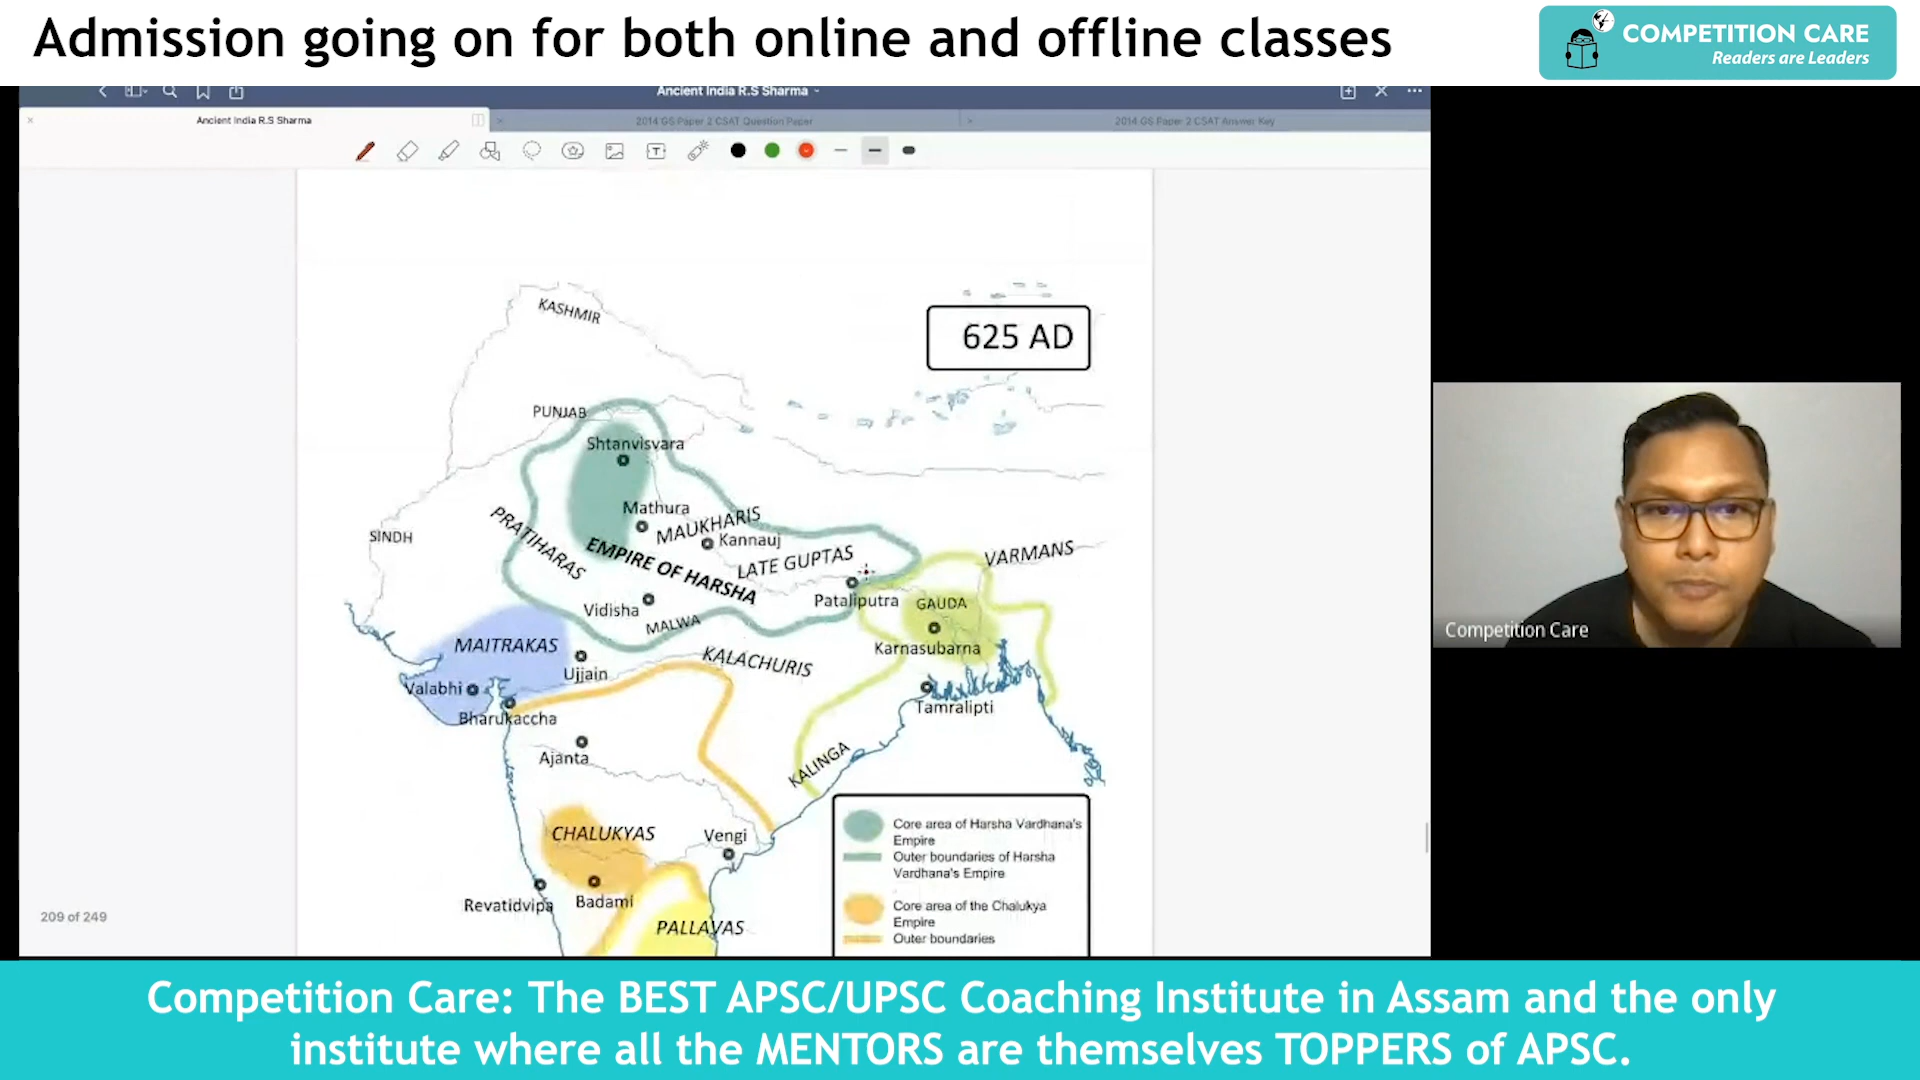 Admission going on for both online and offline classes
COMPETITION CARE
Readers are Leaders
Ancient India R.S Sharma
Ancient India R.S Sharma
2014 GS Paper 2 CSAT Question Paper
2014 GS Paper 2 CSAT Answer Key
T
KASHMIR
625 AD
PUNJAB
Shtanvisvara
Mathura
MAUKHARIS
PRATIHARAS
SINDH
Kannauj
EMPIRE OF HARSHA
LATE GUPTAS
VARMANS
Pataliputra
GAUDA
Vidisha
MALWA
MAITRAKAS
Karnasubarna
KALACHURIS
Ujjain
Valabhi
Tamralipti
Bharukaccha
Ajanta
KALINGA
CHALUKYAS
Vengi
Revatidvipa
Badami
PALLAVAS
Core area of Harsha Vardhana's
Empire
Outer boundaries of Harsha
Vardhana's Empire
Core area of the Chalukya
Empire
Outer boundaries
209 of 249
Competition Care
Competition Care: The BEST APSC/UPSC Coaching Institute in Assam and the only
institute where all the MENTORS are themselves TOPPERS of APSC.